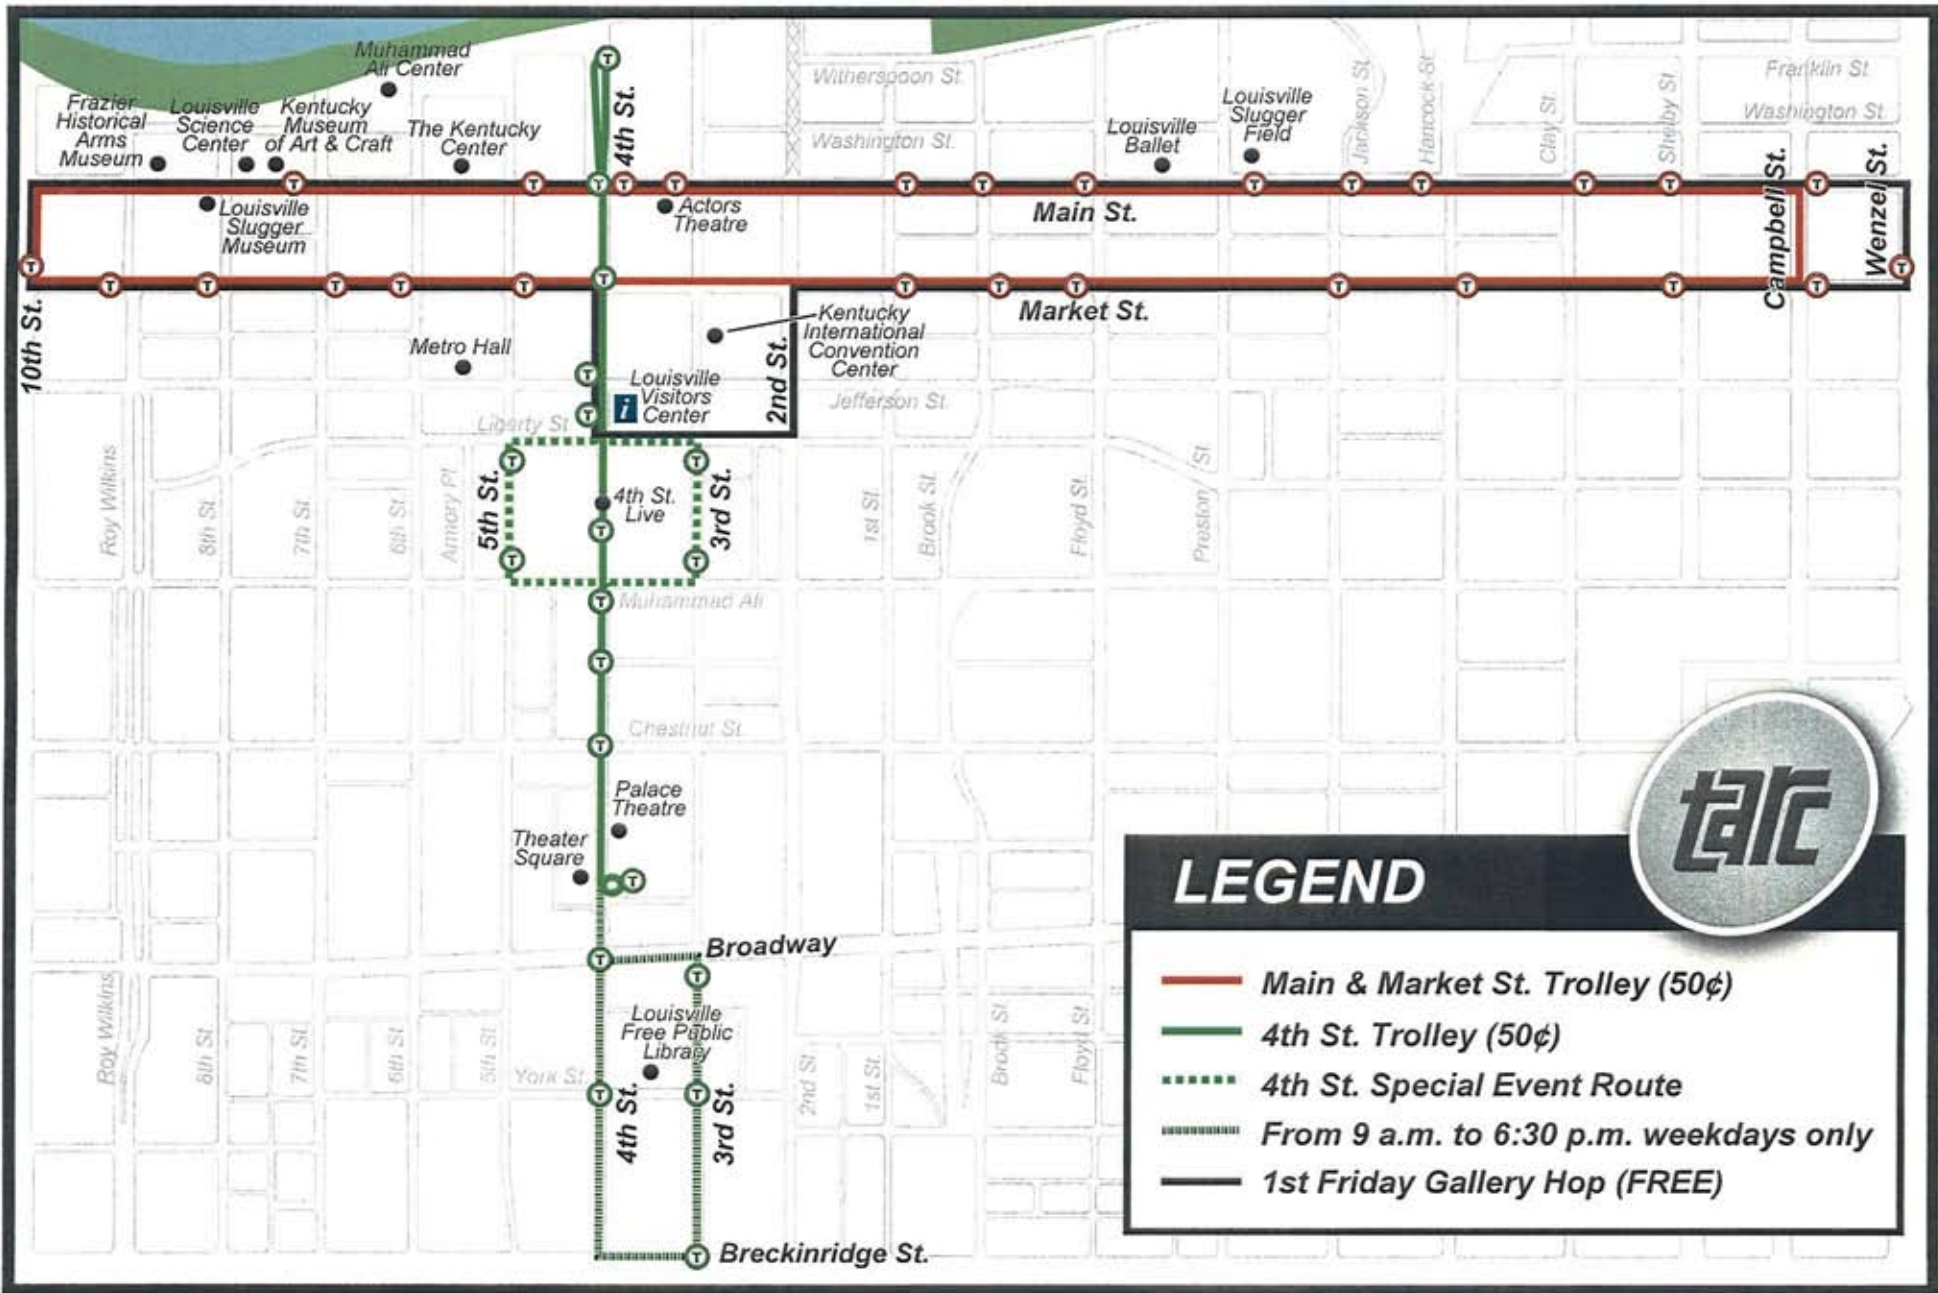 Muhammad
Ali Center
Frazier
Historical
Arms
Museum
Louisville
Science
Center
Kentucky
Museum
of Art & Craft
The Kentucky
Center
4th St.
Witherspoon St.
Washington St.
Louisville
Ballet
Louisville
Slugger
Field
Jackson St.
Hancock St.
Clay St.
Shelby St
Franklin St.
Washington St.
Campbell St.
Wenzel St.
Louisville
Slugger
Museum
Actors
Theatre
Main St.
Market St.
10th St.
Metro Hall
Kentucky
International
Convention
Center
2nd St.
Louisville
Visitors
Center
i
Jefferson St.
Liberty St
Roy Wilkins
8th St.
7th St.
6th St.
Armory Pl.
5th St.
4th St.
Live
3rd St.
1st St.
Brook St.
Floyd St.
Preston St.
Muhammad Ali
Chestnut St.
Palace
Theatre
Theater
Square
Broadway
Louisville
Free Public
Library
Roy Wilkins
8th St.
7th St.
6th St.
5th St.
York St.
4th St.
3rd St.
2nd St.
1st St.
Brook St.
Floyd St.
Breckinridge St.
tarc
LEGEND
Main & Market St. Trolley (50¢)
4th St. Trolley (50¢)
4th St. Special Event Route
From 9 a.m. to 6:30 p.m. weekdays only
1st Friday Gallery Hop (FREE)